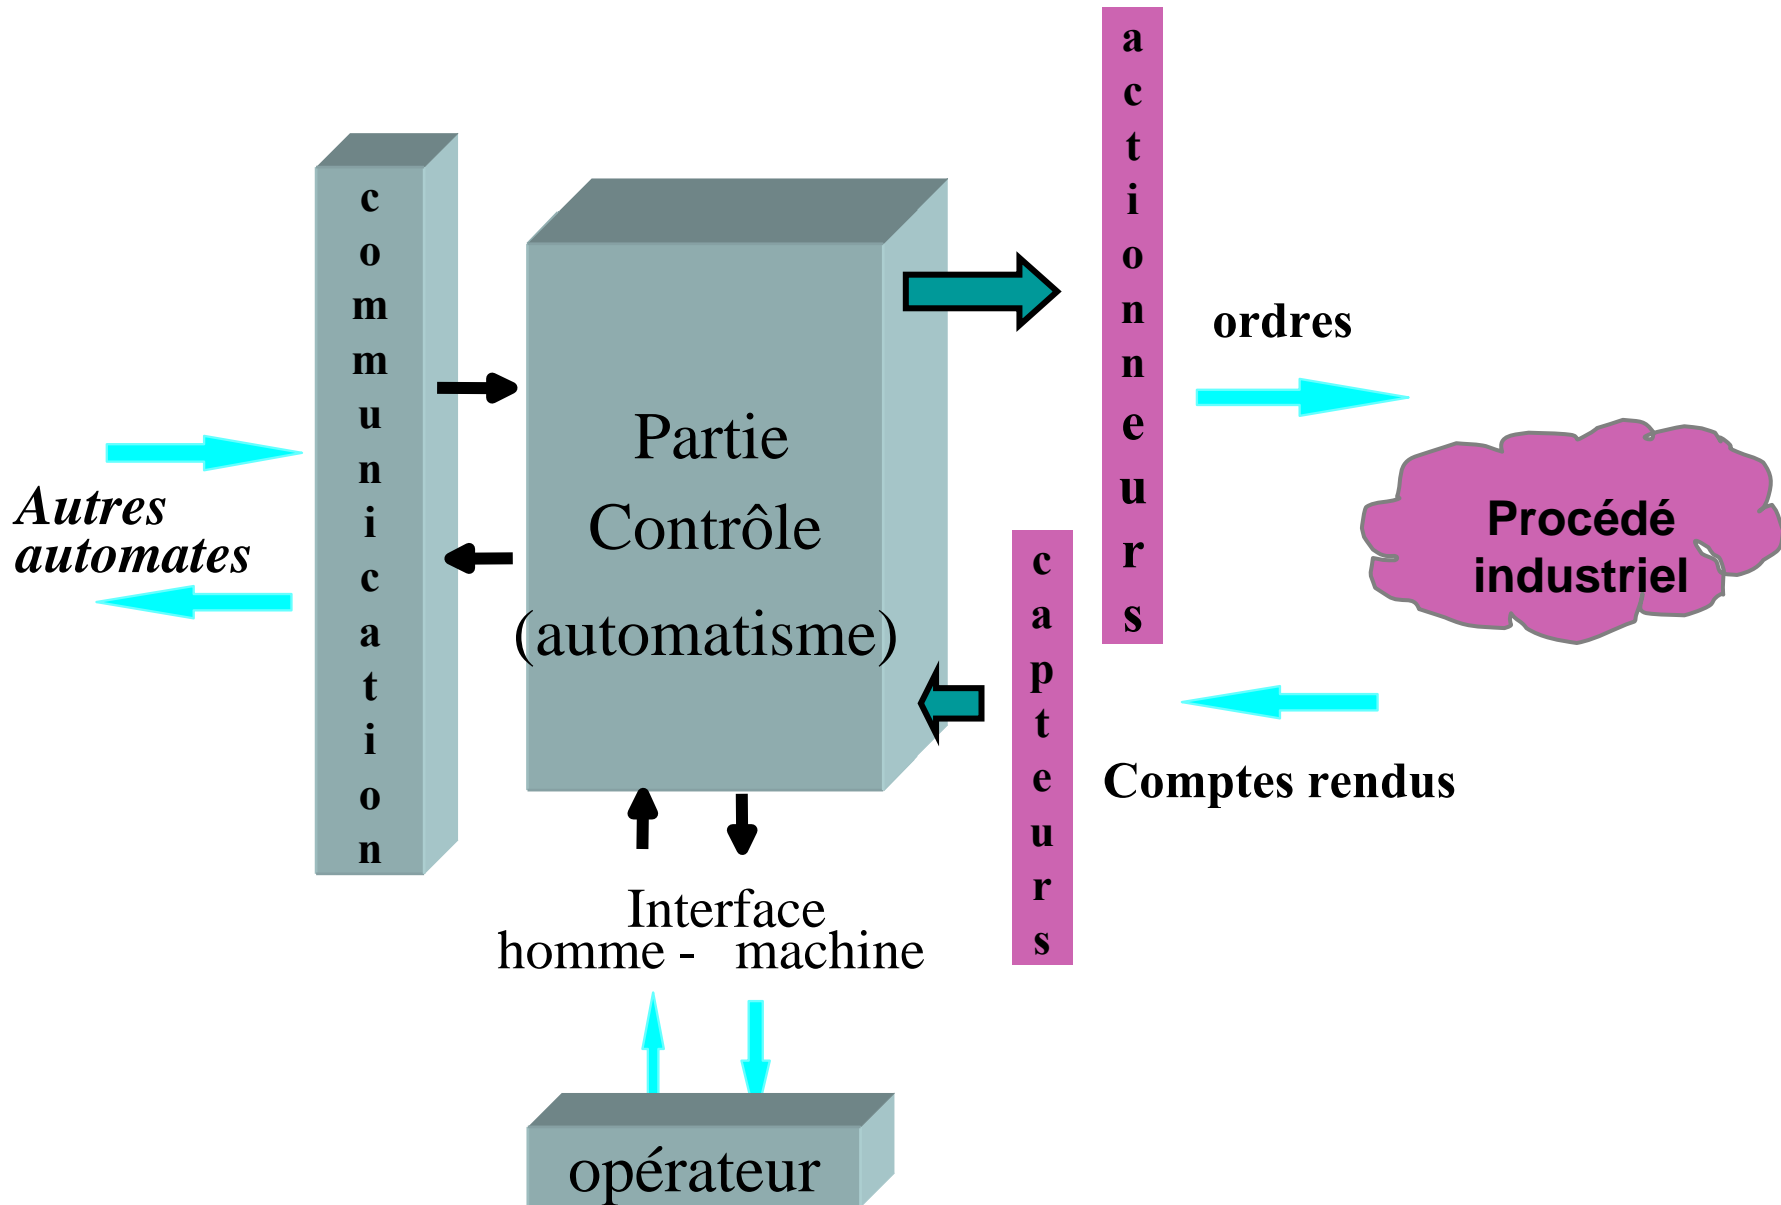 actionneurs
communication
ordres
Partie
Contrôle
(automatisme)
Autres
automates
Procédé
industriel
capteurs
Comptes rendus
Interface
homme - machine
opérateur